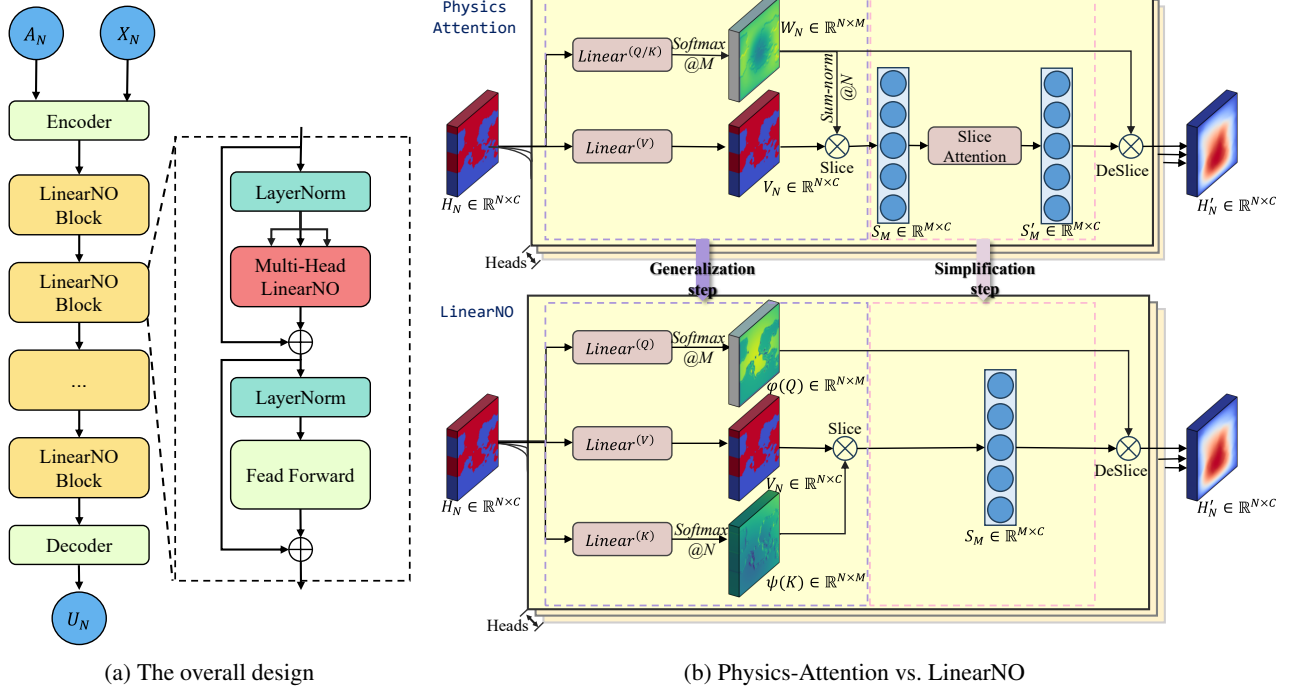 A_N
X_N
Encoder
LinearNO
Block
LinearNO
Block
...
LinearNO
Block
Decoder
U_N
LayerNorm
Multi-Head
LinearNO
LayerNorm
Fead Forward
(a) The overall design
Physics
Attention
H_N ∈ ℝ^{N×C}
Linear^{(Q/K)}
Softmax
@M
W_N ∈ ℝ^{N×M}
Sum-norm
@N
Linear^{(V)}
V_N ∈ ℝ^{N×C}
Slice
S_M ∈ ℝ^{M×C}
Slice
Attention
S'_M ∈ ℝ^{M×C}
DeSlice
H'_N ∈ ℝ^{N×C}
Heads
Generalization
step
Simplification
step
LinearNO
H_N ∈ ℝ^{N×C}
Linear^{(Q)}
Softmax
@M
φ(Q) ∈ ℝ^{N×M}
Linear^{(V)}
V_N ∈ ℝ^{N×C}
Slice
Linear^{(K)}
Softmax
@N
ψ(K) ∈ ℝ^{N×M}
S_M ∈ ℝ^{M×C}
DeSlice
H'_N ∈ ℝ^{N×C}
Heads
(b) Physics-Attention vs. LinearNO